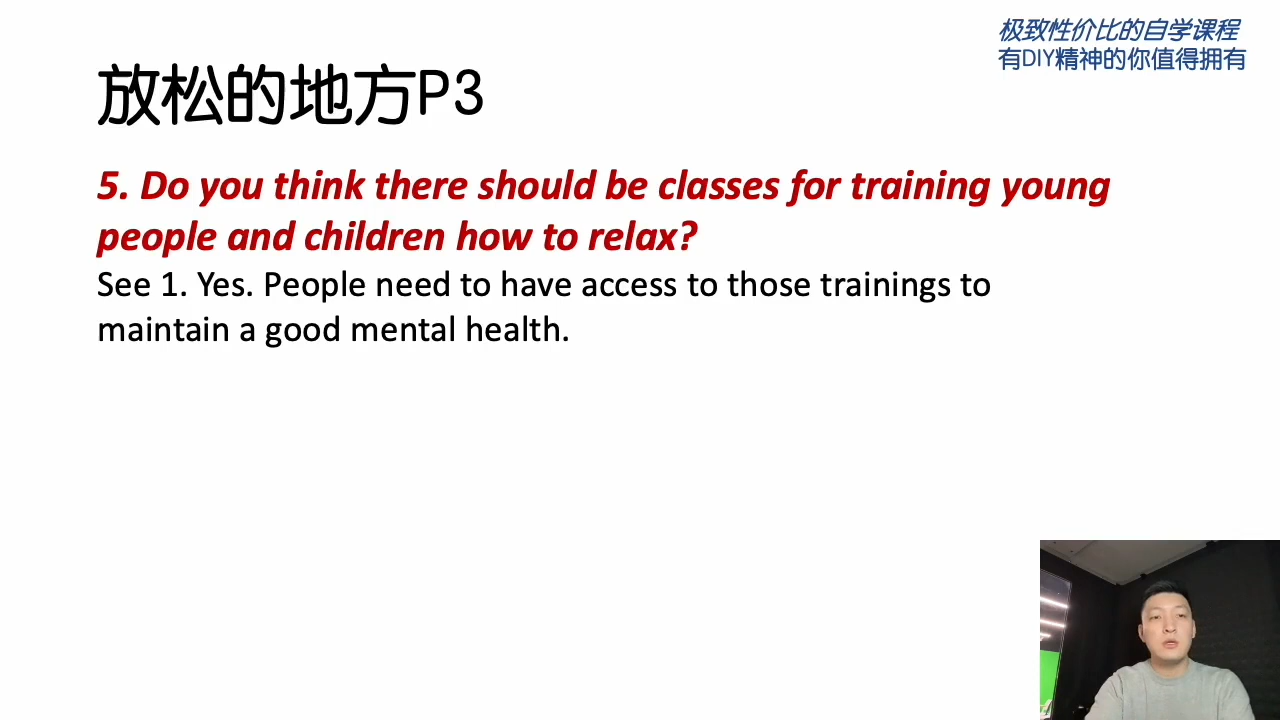 极致性价比的自学课程
有DIY精神的你值得拥有
放松的地方P3
5. Do you think there should be classes for training young
people and children how to relax?
See 1. Yes. People need to have access to those trainings to
maintain a good mental health.